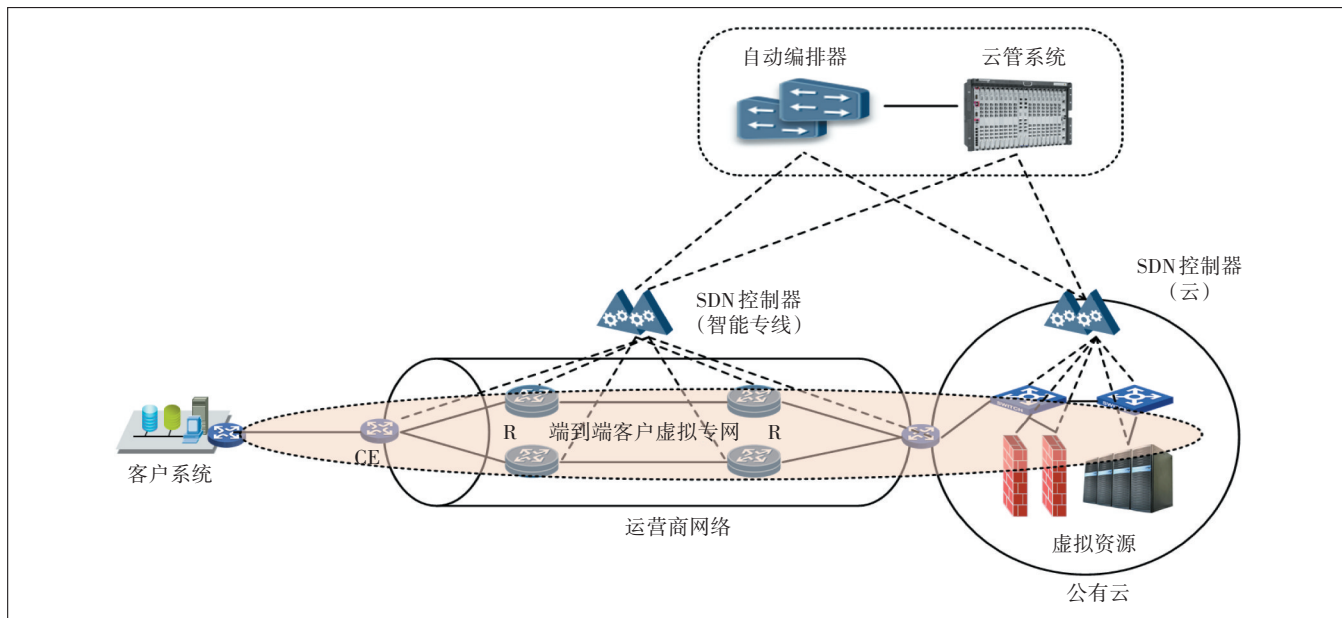 自动编排器
云管系统
SDN控制器
（智能专线）
SDN控制器
（云）
R
端到端客户虚拟专网
R
CE
客户系统
运营商网络
虚拟资源
公有云